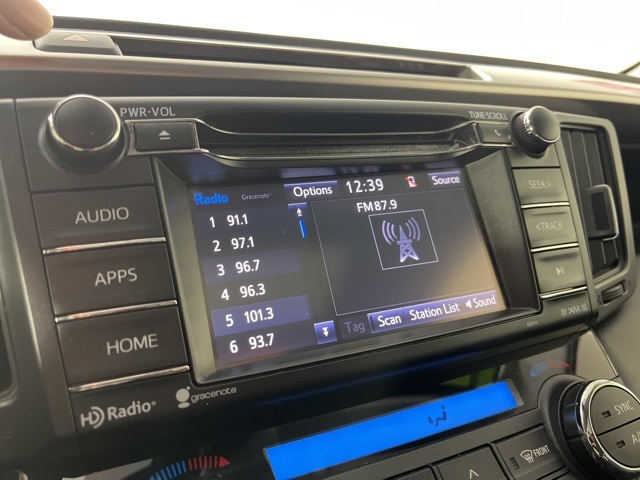 PWR·VOL
TUNE·SCROLL
AUDIO
APPS
HOME
HD Radio®
gracenote
Radio
Gracenote®
Options
12:39
Source
FM87.9
1 91.1
2 97.1
3 96.7
4 96.3
5 101.3
6 93.7
Tag
Scan
Station List
Sound
SEEK>
<TRACK
XM
SYNC
FRONT